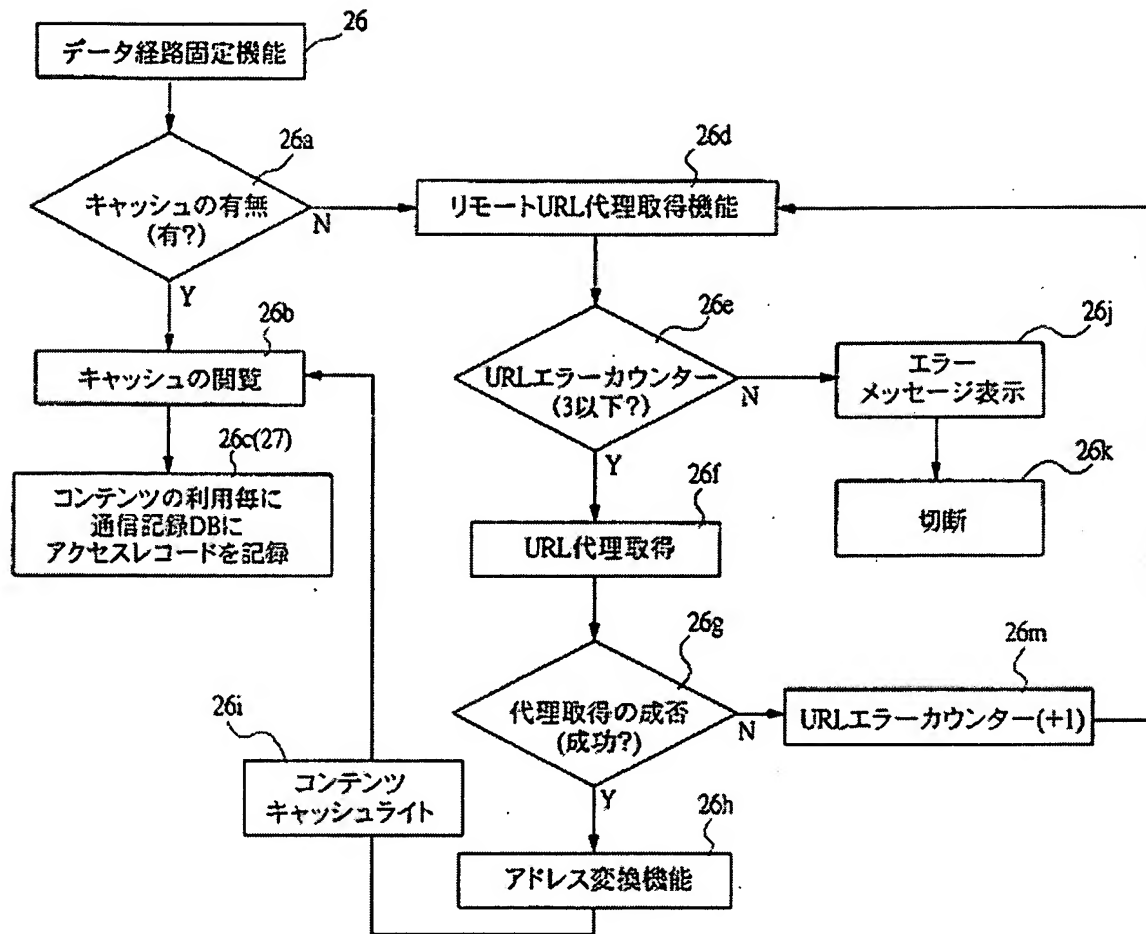 データ経路固定機能
26
キャッシュの有無
(有?)
26a
N
Y
キャッシュの閲覧
26b
26c(27)
コンテンツの利用毎に
通信記録DBに
アクセスレコードを記録
26d
リモートURL代理取得機能
26e
URLエラーカウンター
(3以下?)
N
Y
26j
エラー
メッセージ表示
26k
切断
26f
URL代理取得
26g
代理取得の成否
(成功?)
N
Y
26m
URLエラーカウンター(+1)
26h
アドレス変換機能
26i
コンテンツ
キャッシュライト